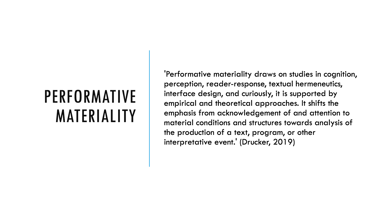 PERFORMATIVE
MATERIALITY
'Performative materiality draws on studies in cognition,
perception, reader-response, textual hermeneutics,
interface design, and curiously, it is supported by
empirical and theoretical approaches. It shifts the
emphasis from acknowledgement of and attention to
material conditions and structures towards analysis of
the production of a text, program, or other
interpretative event.' (Drucker, 2019)